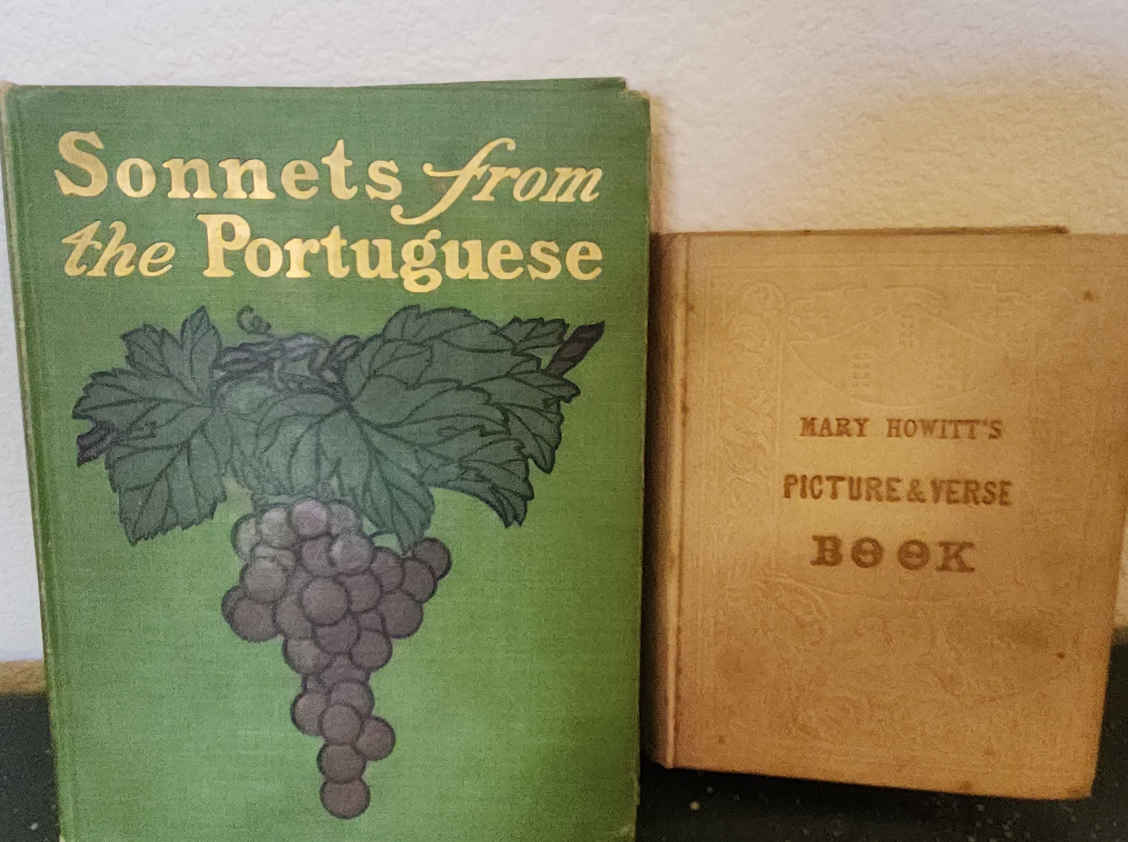 Sonnets from
the Portuguese
MARY HOWITT'S
PICTURE & VERSE
BOOK